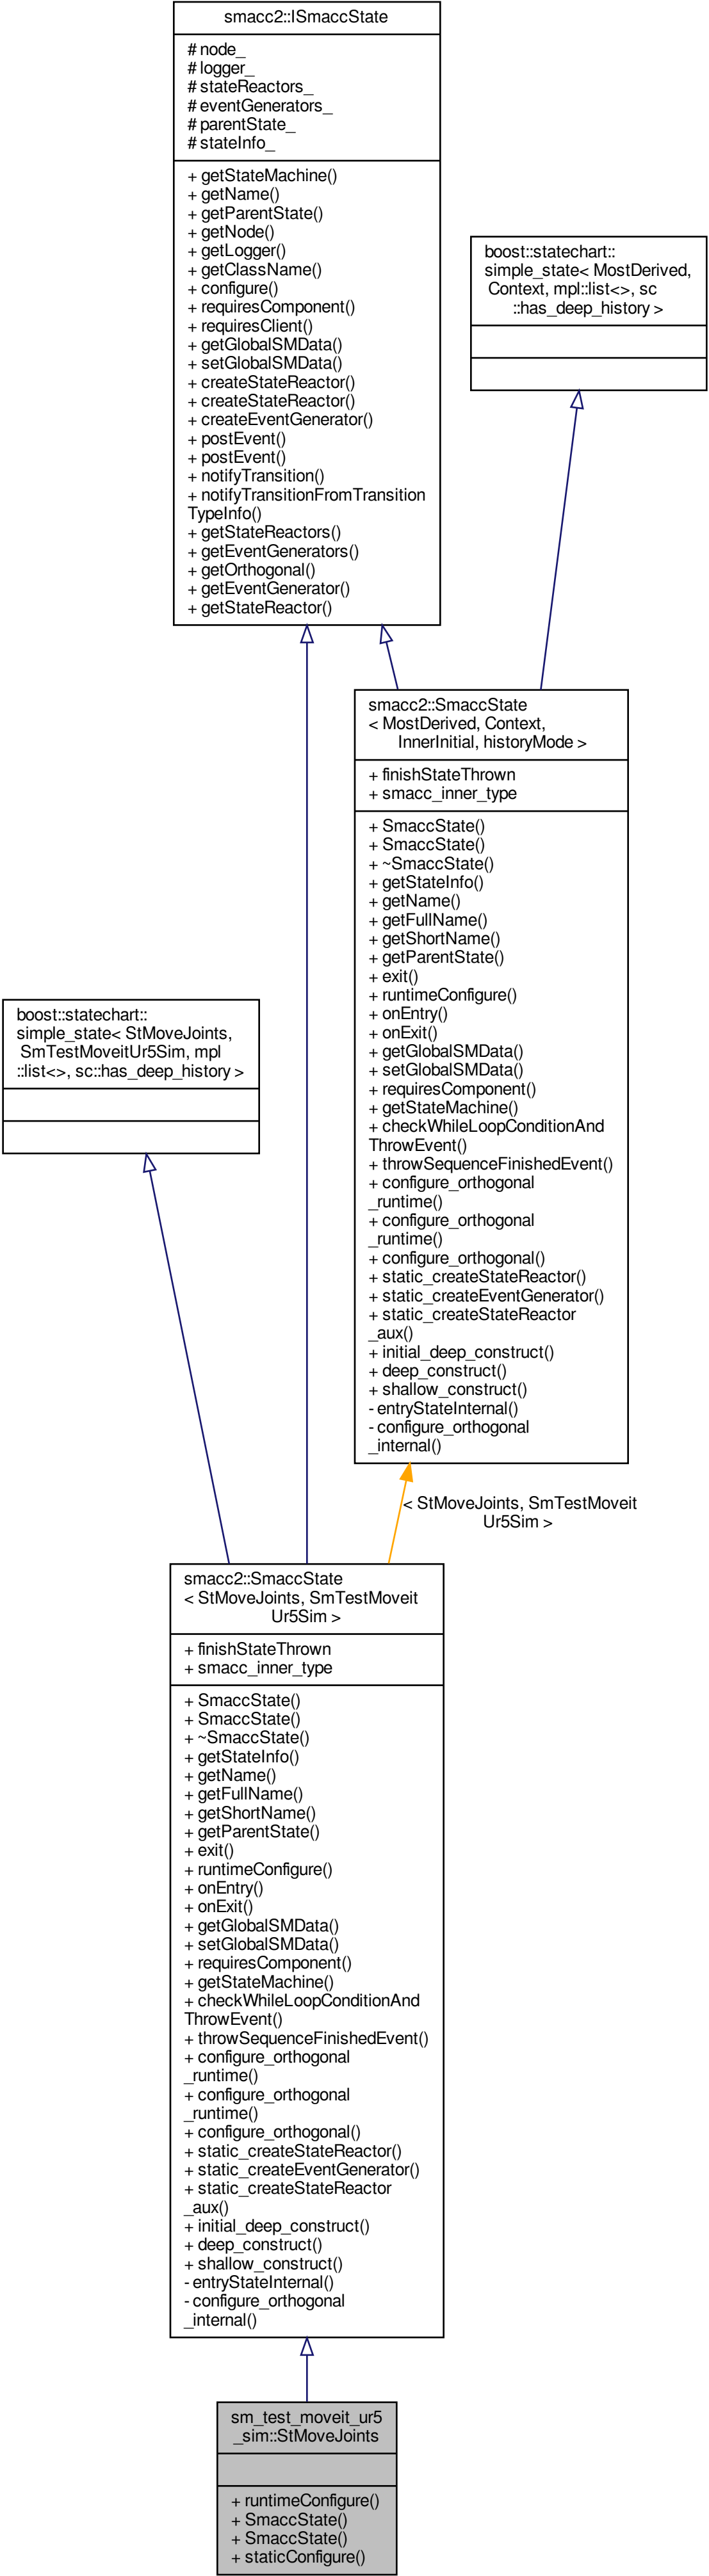 smacc2::ISmaccState
# node_
# logger_
# stateReactors_
# eventGenerators_
# parentState_
# stateInfo_
+ getStateMachine()
+ getName()
+ getParentState()
+ getNode()
+ getLogger()
+ getClassName()
+ configure()
+ requiresComponent()
+ requiresClient()
+ getGlobalSMData()
+ setGlobalSMData()
+ createStateReactor()
+ createStateReactor()
+ createEventGenerator()
+ postEvent()
+ postEvent()
+ notifyTransition()
+ notifyTransitionFromTransition
TypeInfo()
+ getStateReactors()
+ getEventGenerators()
+ getOrthogonal()
+ getEventGenerator()
+ getStateReactor()
boost::statechart::
simple_state< MostDerived,
Context, mpl::list<>, sc
::has_deep_history >
smacc2::SmaccState
< MostDerived, Context,
InnerInitial, historyMode >
+ finishStateThrown
+ smacc_inner_type
+ SmaccState()
+ SmaccState()
+ ~SmaccState()
+ getStateInfo()
+ getName()
+ getFullName()
+ getShortName()
+ getParentState()
+ exit()
+ runtimeConfigure()
+ onEntry()
+ onExit()
+ getGlobalSMData()
+ setGlobalSMData()
+ requiresComponent()
+ getStateMachine()
+ checkWhileLoopConditionAnd
ThrowEvent()
+ throwSequenceFinishedEvent()
+ configure_orthogonal
_runtime()
+ configure_orthogonal
_runtime()
+ configure_orthogonal()
+ static_createStateReactor()
+ static_createEventGenerator()
+ static_createStateReactor
_aux()
+ initial_deep_construct()
+ deep_construct()
+ shallow_construct()
- entryStateInternal()
- configure_orthogonal
_internal()
boost::statechart::
simple_state< StMoveJoints,
SmTestMoveitUr5Sim, mpl
::list<>, sc::has_deep_history >
< StMoveJoints, SmTestMoveit
Ur5Sim >
smacc2::SmaccState
< StMoveJoints, SmTestMoveit
Ur5Sim >
+ finishStateThrown
+ smacc_inner_type
+ SmaccState()
+ SmaccState()
+ ~SmaccState()
+ getStateInfo()
+ getName()
+ getFullName()
+ getShortName()
+ getParentState()
+ exit()
+ runtimeConfigure()
+ onEntry()
+ onExit()
+ getGlobalSMData()
+ setGlobalSMData()
+ requiresComponent()
+ getStateMachine()
+ checkWhileLoopConditionAnd
ThrowEvent()
+ throwSequenceFinishedEvent()
+ configure_orthogonal
_runtime()
+ configure_orthogonal
_runtime()
+ configure_orthogonal()
+ static_createStateReactor()
+ static_createEventGenerator()
+ static_createStateReactor
_aux()
+ initial_deep_construct()
+ deep_construct()
+ shallow_construct()
- entryStateInternal()
- configure_orthogonal
_internal()
sm_test_moveit_ur5
_sim::StMoveJoints
+ runtimeConfigure()
+ SmaccState()
+ SmaccState()
+ staticConfigure()